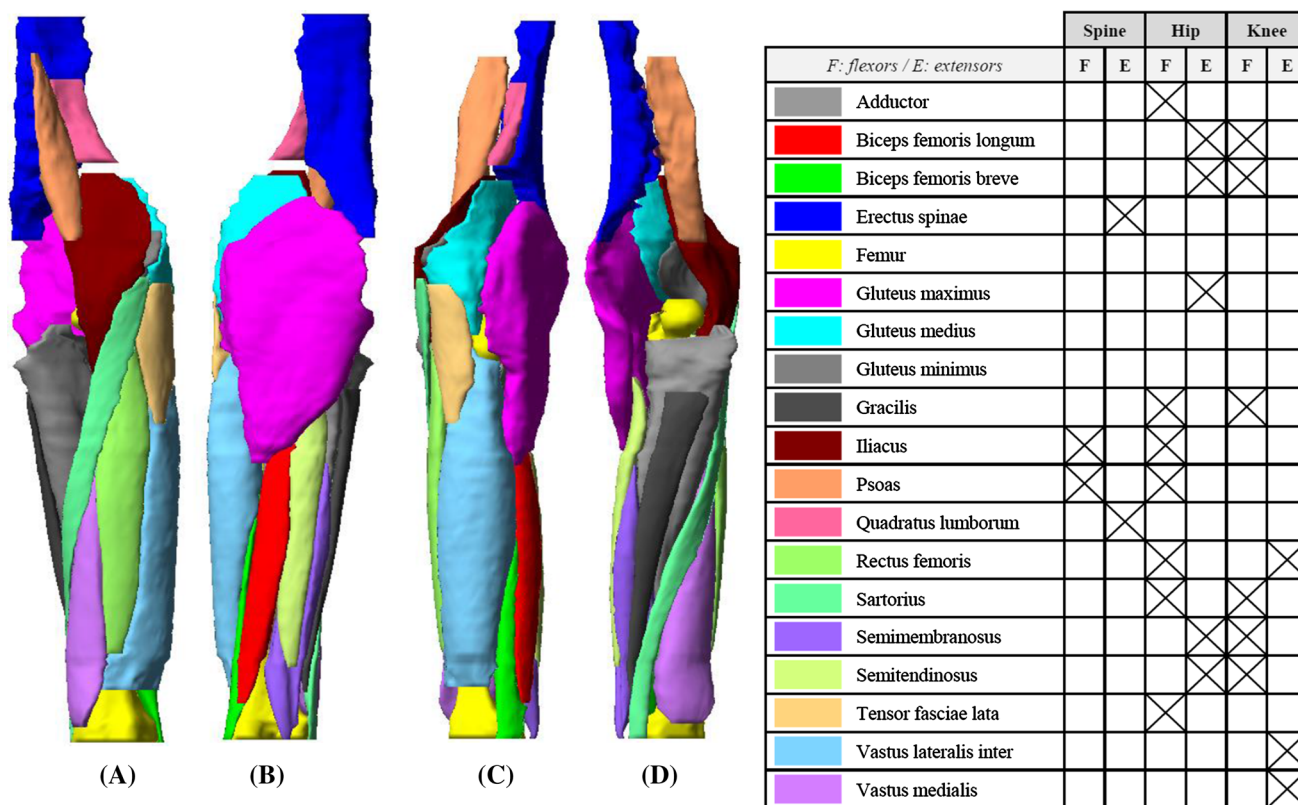 Spine Hip Knee
F: flexors / E: extensors F E F E F E
Adductor
Biceps femoris longum
Biceps femoris breve
Erectus spinae
Femur
Gluteus maximus
Gluteus medius
Gluteus minimus
Gracilis
Iliacus
Psoas
Quadratus lumborum
Rectus femoris
Sartorius
Semimembranosus
Semitendinosus
Tensor fasciae lata
Vastus lateralis inter
Vastus medialis
(A) (B) (C) (D)